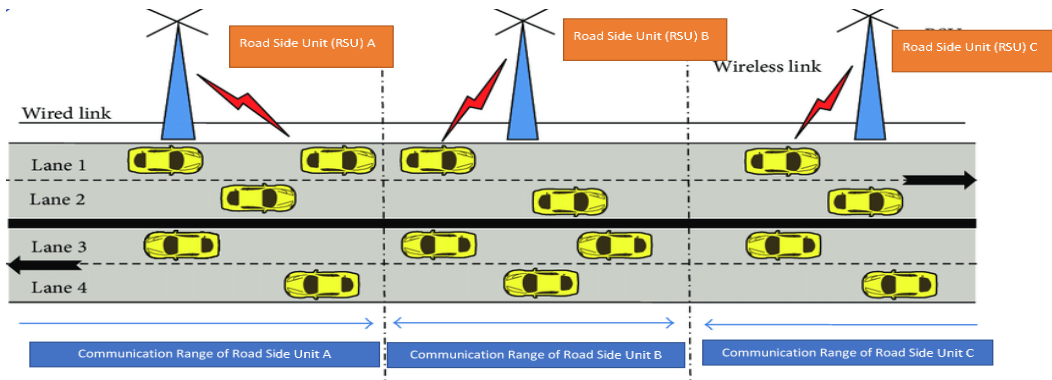 Road Side Unit (RSU) A
Road Side Unit (RSU) B
Road Side Unit (RSU) C
Wireless link
Wired link
Lane 1
Lane 2
Lane 3
Lane 4
Communication Range of Road Side Unit A
Communication Range of Road Side Unit B
Communication Range of Road Side Unit C